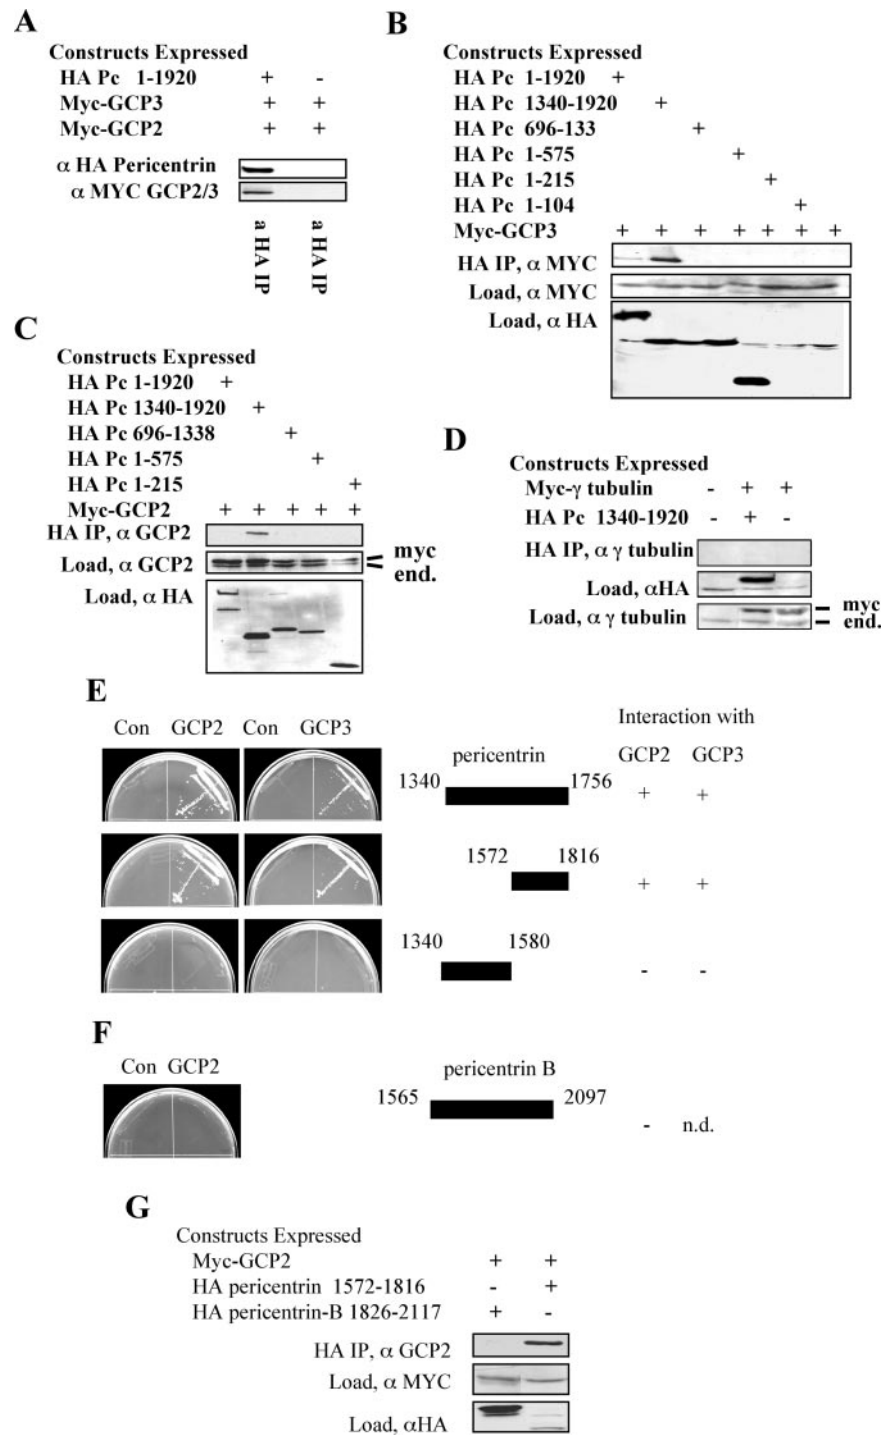 A
Constructs Expressed
HA Pc 1-1920 + -
Myc-GCP3 + +
Myc-GCP2 + +
α HA Pericentrin
α MYC GCP2/3
a HA IP
a HA IP
B
Constructs Expressed
HA Pc 1-1920 +
HA Pc 1340-1920 +
HA Pc 696-133 +
HA Pc 1-575 +
HA Pc 1-215 +
HA Pc 1-104 +
Myc-GCP3 + + + + + + +
HA IP, α MYC
Load, α MYC
Load, α HA
C
Constructs Expressed
HA Pc 1-1920 +
HA Pc 1340-1920 +
HA Pc 696-1338 +
HA Pc 1-575 +
HA Pc 1-215 +
Myc-GCP2 + + + + +
HA IP, α GCP2
Load, α GCP2 myc
end.
Load, α HA
D
Constructs Expressed
Myc-γ tubulin - + +
HA Pc 1340-1920 - + -
HA IP, α γ tubulin
Load, αHA
Load, α γ tubulin myc
end.
E
Con GCP2 Con GCP3
Interaction with
pericentrin GCP2 GCP3
1340 1756 + +
1572 1816 + +
1340 1580 - -
F
Con GCP2
pericentrin B
1565 2097 - n.d.
G
Constructs Expressed
Myc-GCP2 + +
HA pericentrin 1572-1816 - +
HA pericentrin-B 1826-2117 + -
HA IP, α GCP2
Load, α MYC
Load, αHA